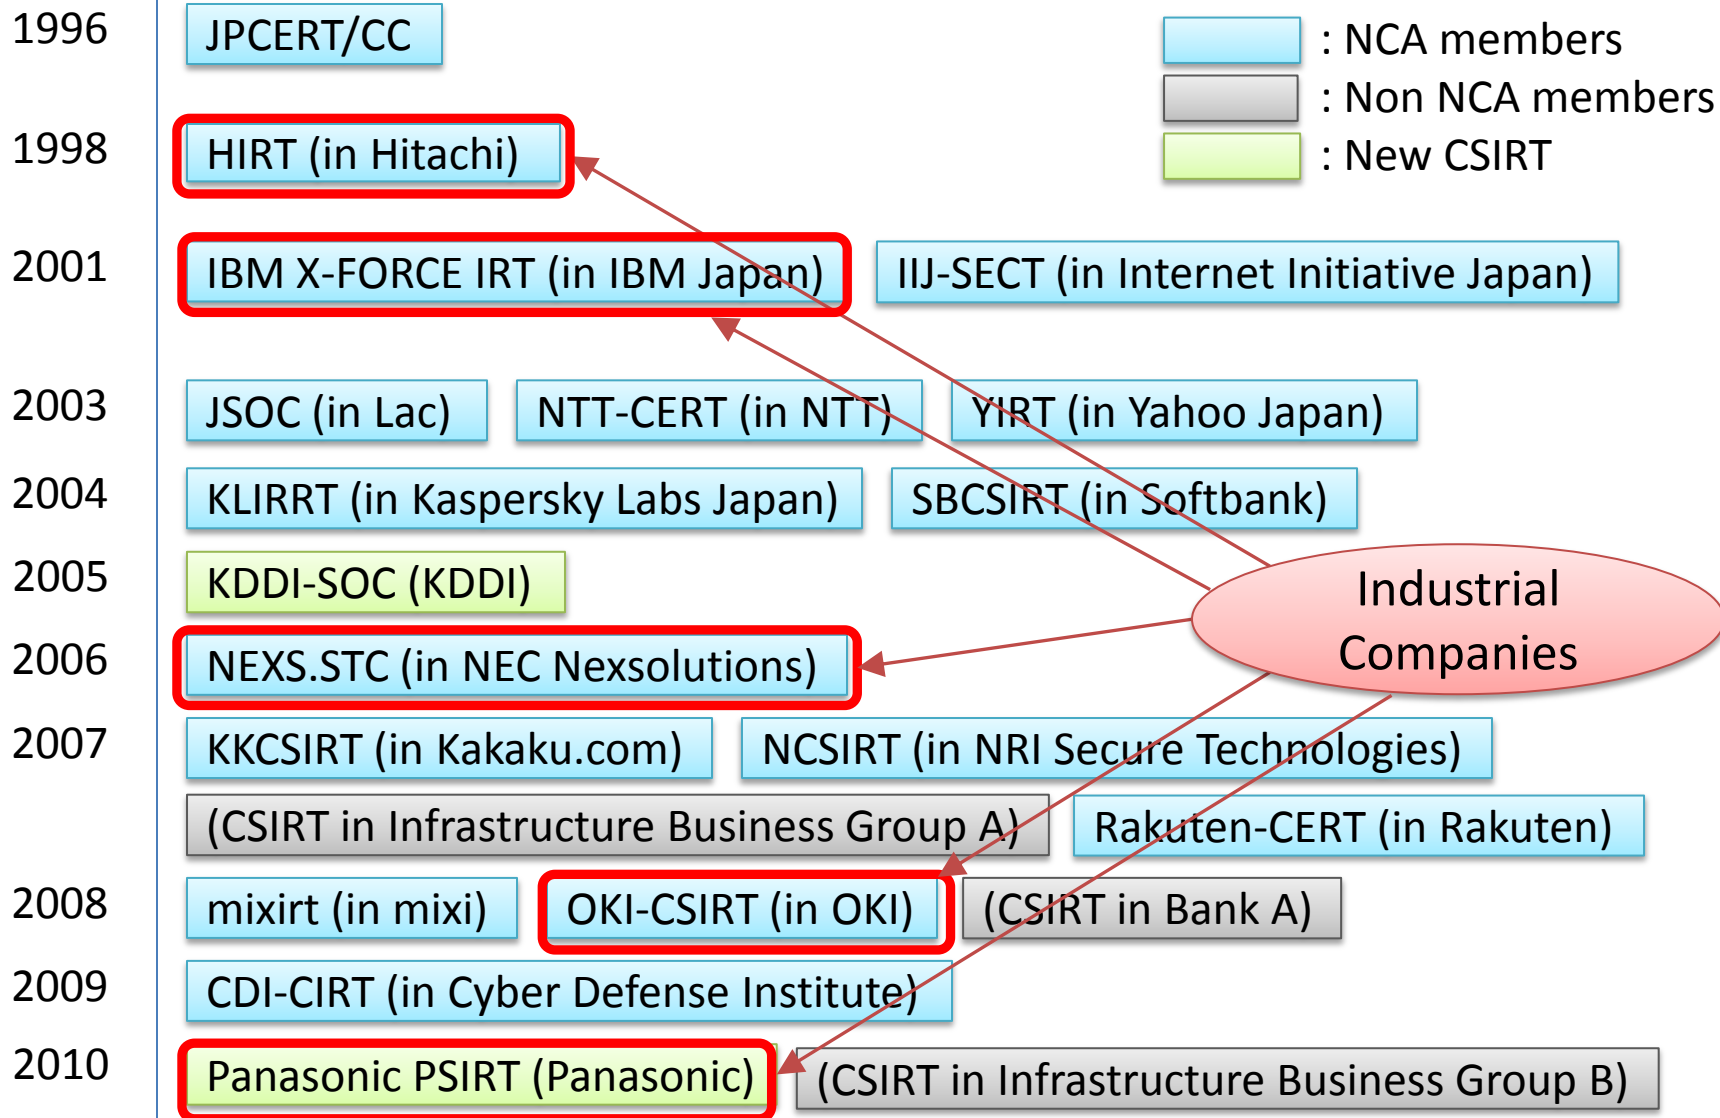 1996
JPCERT/CC
: NCA members
: Non NCA members
: New CSIRT
1998
HIRT (in Hitachi)
2001
IBM X-FORCE IRT (in IBM Japan)
IIJ-SECT (in Internet Initiative Japan)
2003
JSOC (in Lac)
NTT-CERT (in NTT)
YIRT (in Yahoo Japan)
2004
KLIRRT (in Kaspersky Labs Japan)
SBCSIRT (in Softbank)
2005
KDDI-SOC (KDDI)
Industrial
Companies
2006
NEXS.STC (in NEC Nexsolutions)
2007
KKCSIRT (in Kakaku.com)
NCSIRT (in NRI Secure Technologies)
(CSIRT in Infrastructure Business Group A)
Rakuten-CERT (in Rakuten)
2008
mixirt (in mixi)
OKI-CSIRT (in OKI)
(CSIRT in Bank A)
2009
CDI-CIRT (in Cyber Defense Institute)
2010
Panasonic PSIRT (Panasonic)
(CSIRT in Infrastructure Business Group B)